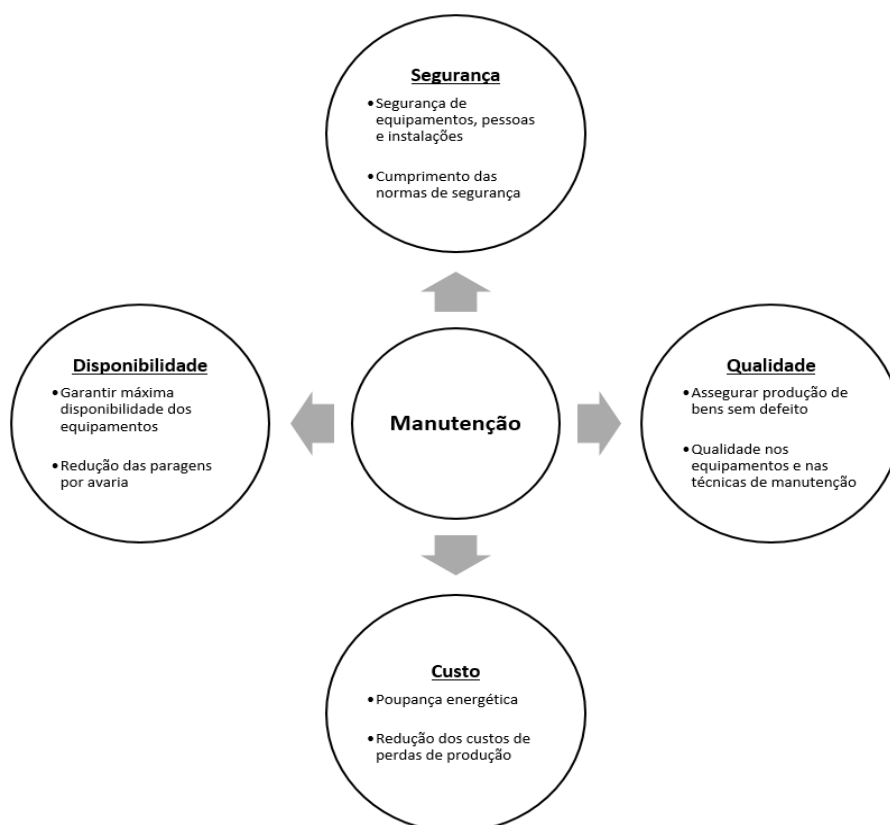 Segurança
•Segurança de
equipamentos, pessoas
e instalações
•Cumprimento das
normas de segurança
Disponibilidade
•Garantir máxima
disponibilidade dos
equipamentos
•Redução das paragens
por avaria
Manutenção
Qualidade
•Assegurar produção de
bens sem defeito
•Qualidade nos
equipamentos e nas
técnicas de manutenção
Custo
•Poupança energética
•Redução dos custos de
perdas de produção